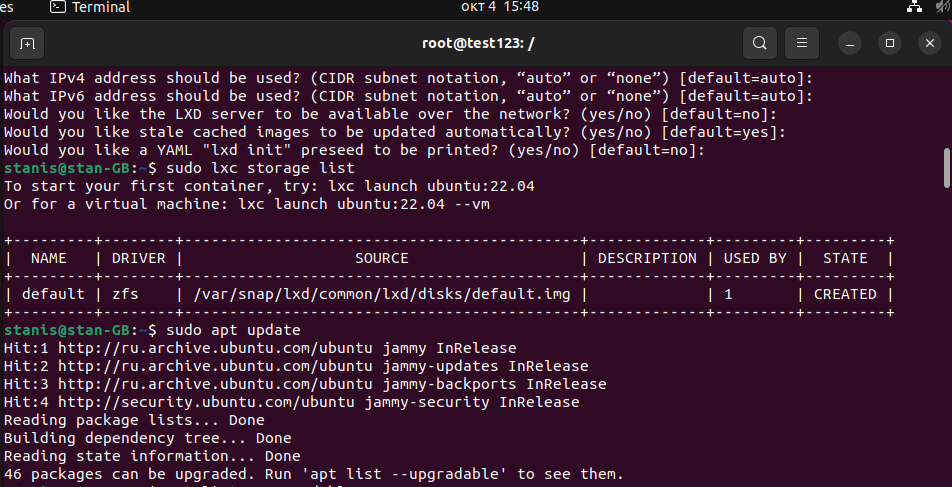 es Terminal окт 4 15:48
root@test123: /
What IPv4 address should be used? (CIDR subnet notation, “auto” or “none”) [default=auto]:
What IPv6 address should be used? (CIDR subnet notation, “auto” or “none”) [default=auto]:
Would you like the LXD server to be available over the network? (yes/no) [default=no]:
Would you like stale cached images to be updated automatically? (yes/no) [default=yes]:
Would you like a YAML "lxd init" preseed to be printed? (yes/no) [default=no]:
stanis@stan-GB:~$ sudo lxc storage list
To start your first container, try: lxc launch ubuntu:22.04
Or for a virtual machine: lxc launch ubuntu:22.04 --vm
+---------+--------+--------------------------------------------+-------------+---------+---------+
|  NAME   | DRIVER |                   SOURCE                   | DESCRIPTION | USED BY |  STATE  |
+---------+--------+--------------------------------------------+-------------+---------+---------+
| default | zfs    | /var/snap/lxd/common/lxd/disks/default.img |             | 1       | CREATED |
+---------+--------+--------------------------------------------+-------------+---------+---------+
stanis@stan-GB:~$ sudo apt update
Hit:1 http://ru.archive.ubuntu.com/ubuntu jammy InRelease
Hit:2 http://ru.archive.ubuntu.com/ubuntu jammy-updates InRelease
Hit:3 http://ru.archive.ubuntu.com/ubuntu jammy-backports InRelease
Hit:4 http://security.ubuntu.com/ubuntu jammy-security InRelease
Reading package lists... Done
Building dependency tree... Done
Reading state information... Done
46 packages can be upgraded. Run 'apt list --upgradable' to see them.